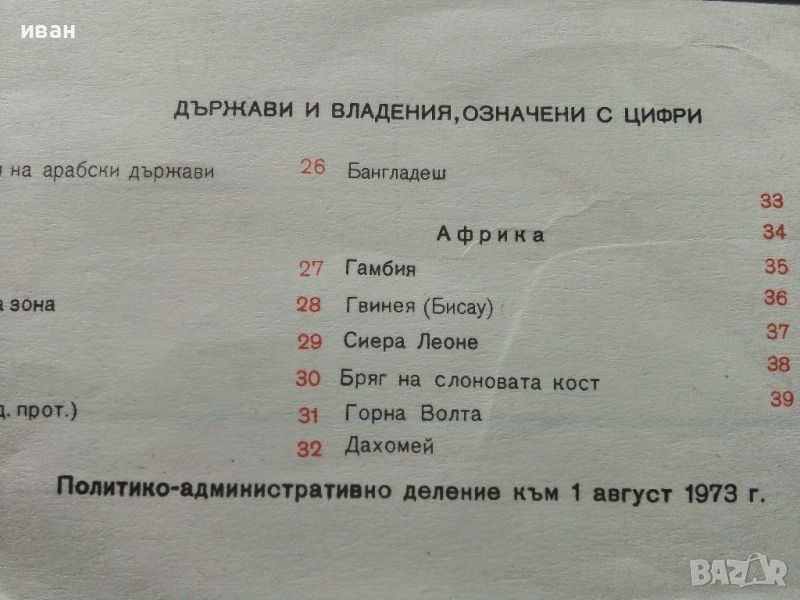 иван
ДЪРЖАВИ И ВЛАДЕНИЯ, ОЗНАЧЕНИ С ЦИФРИ
на арабски държави
зона
прот.)
26 Бангладеш
Африка
27 Гамбия
28 Гвинея (Бисау)
29 Сиера Леоне
30 Бряг на слоновата кост
31 Горна Волта
32 Дахомей
33
34
35
36
37
38
39
Политико-административно деление към 1 август 1973 г.
BAZAR